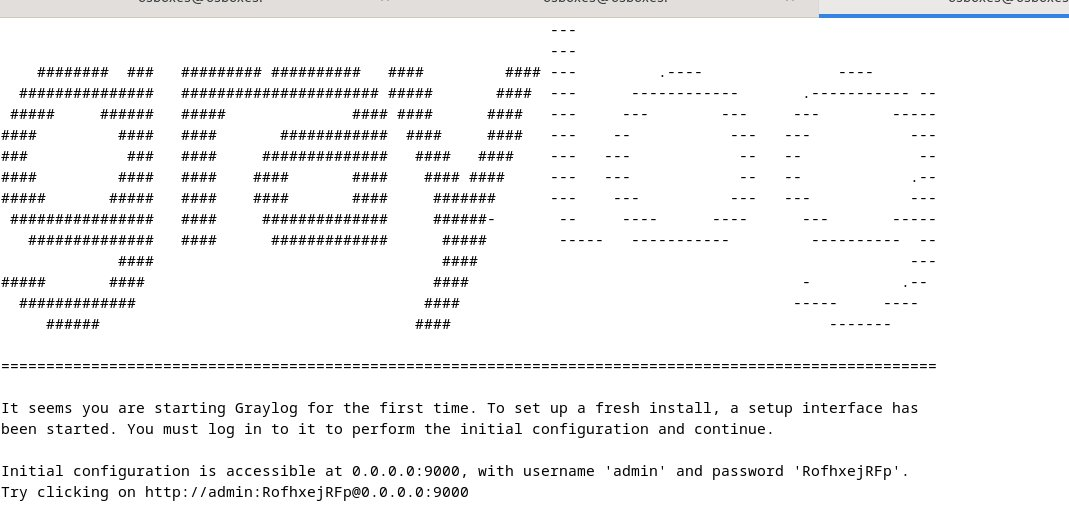 graylog
It seems you are starting Graylog for the first time. To set up a fresh install, a setup interface has
been started. You must log in to it to perform the initial configuration and continue.
Initial configuration is accessible at 0.0.0.0:9000, with username 'admin' and password 'RofhxejRFp'.
Try clicking on http://admin:RofhxejRFp@0.0.0.0:9000